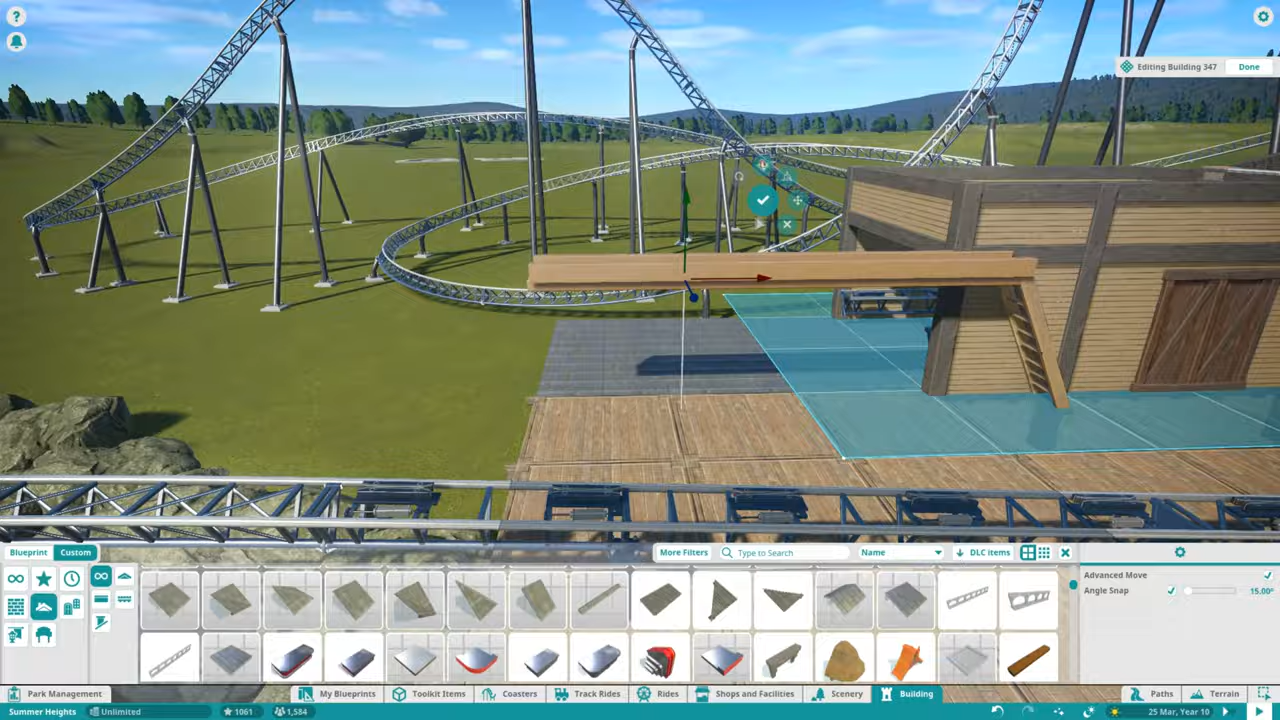 ?
Editing Building 347 Done
Blueprint Custom More Filters Type to Search Name DLC items
Advanced Move
Angle Snap 15.00°
Park Management My Blueprints Toolkit Items Coasters Track Rides Rides Shops and Facilities Scenery Building Paths Terrain
Summer Heights Unlimited 1061 1,584 25 Mar, Year 10